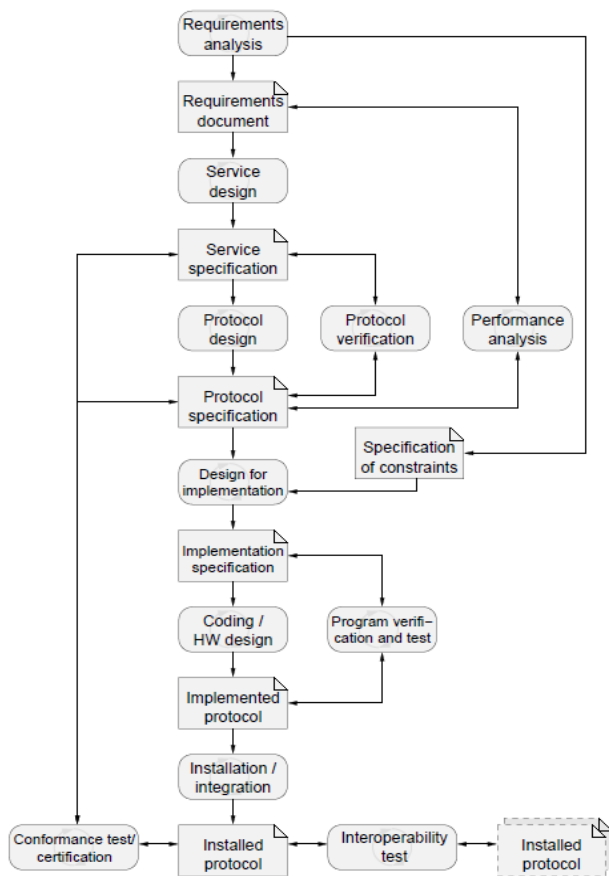 Requirements
analysis
Requirements
document
Service
design
Service
specification
Protocol
design
Protocol
verification
Performance
analysis
Protocol
specification
Specification
of constraints
Design for
implementation
Implementation
specification
Coding /
HW design
Program verifi–
cation and test
Implemented
protocol
Installation /
integration
Conformance test/
certification
Installed
protocol
Interoperability
test
Installed
protocol